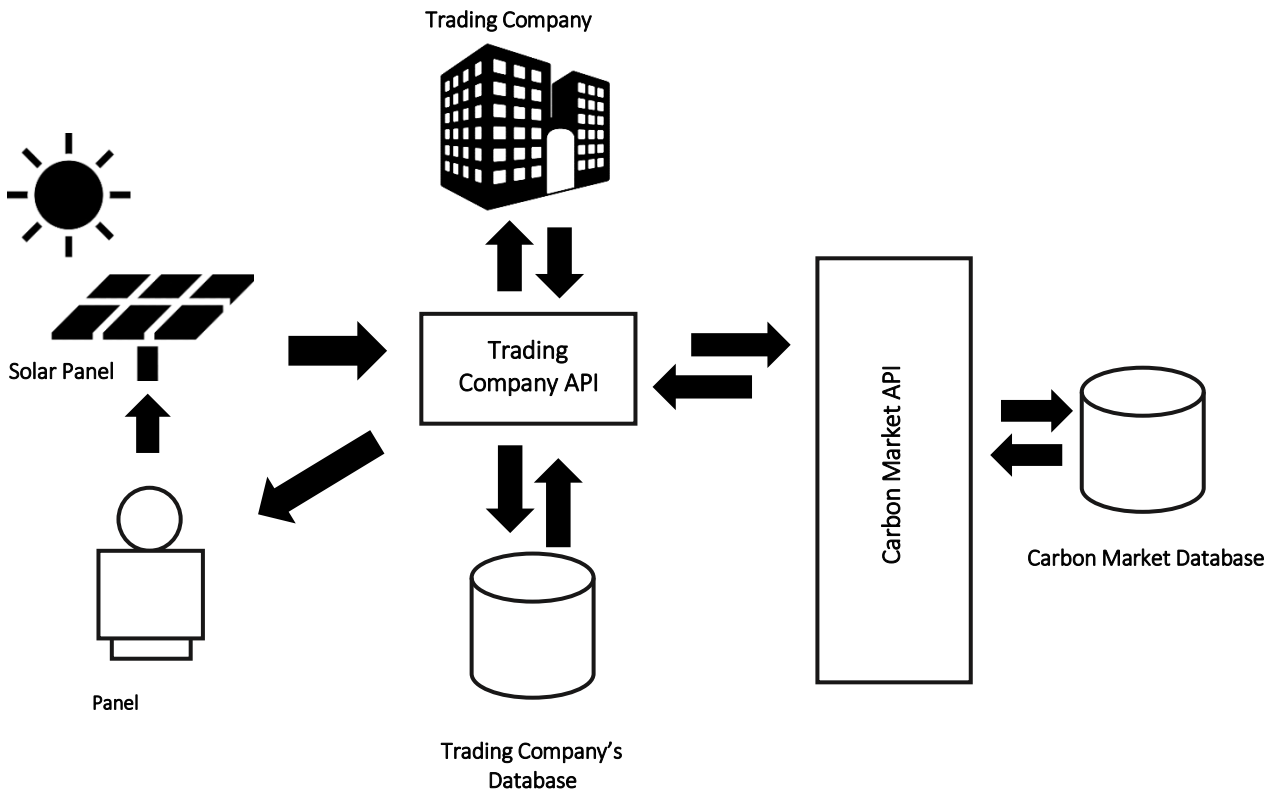 Trading Company
Solar Panel
Trading
Company API
Carbon Market API
Carbon Market Database
Panel
Trading Company’s
Database